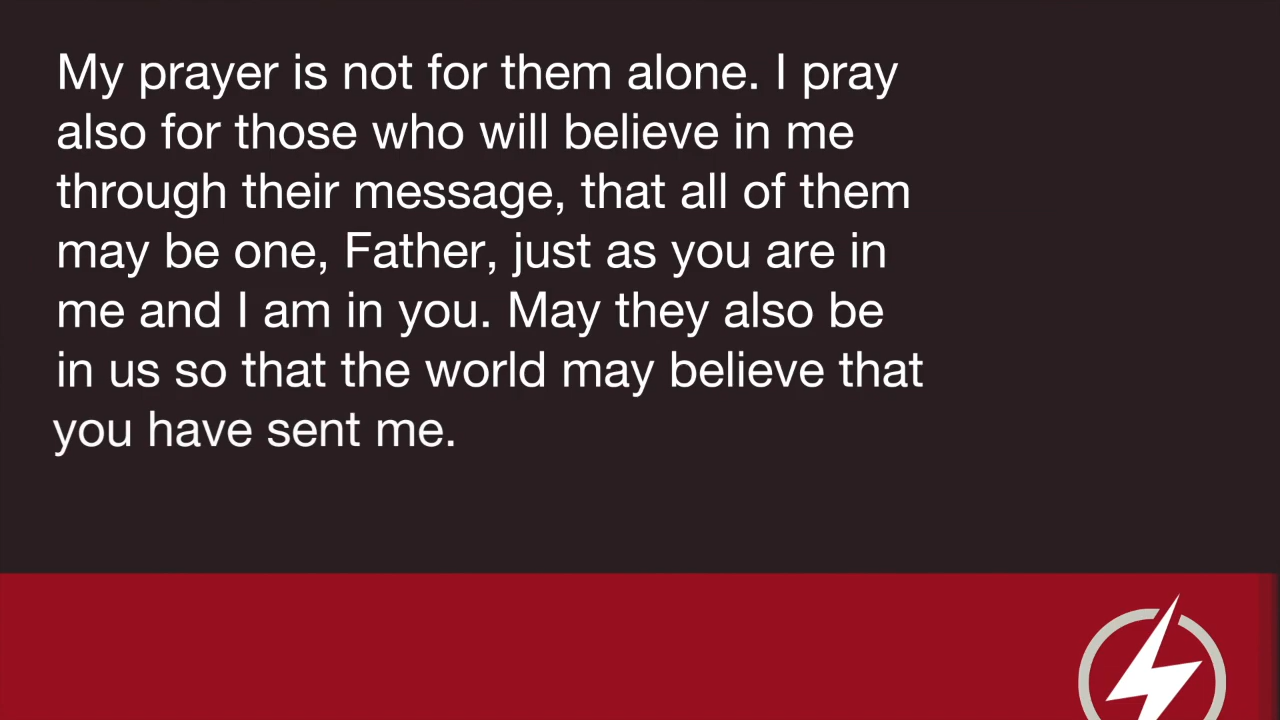 My prayer is not for them alone. I pray
also for those who will believe in me
through their message, that all of them
may be one, Father, just as you are in
me and I am in you. May they also be
in us so that the world may believe that
you have sent me.